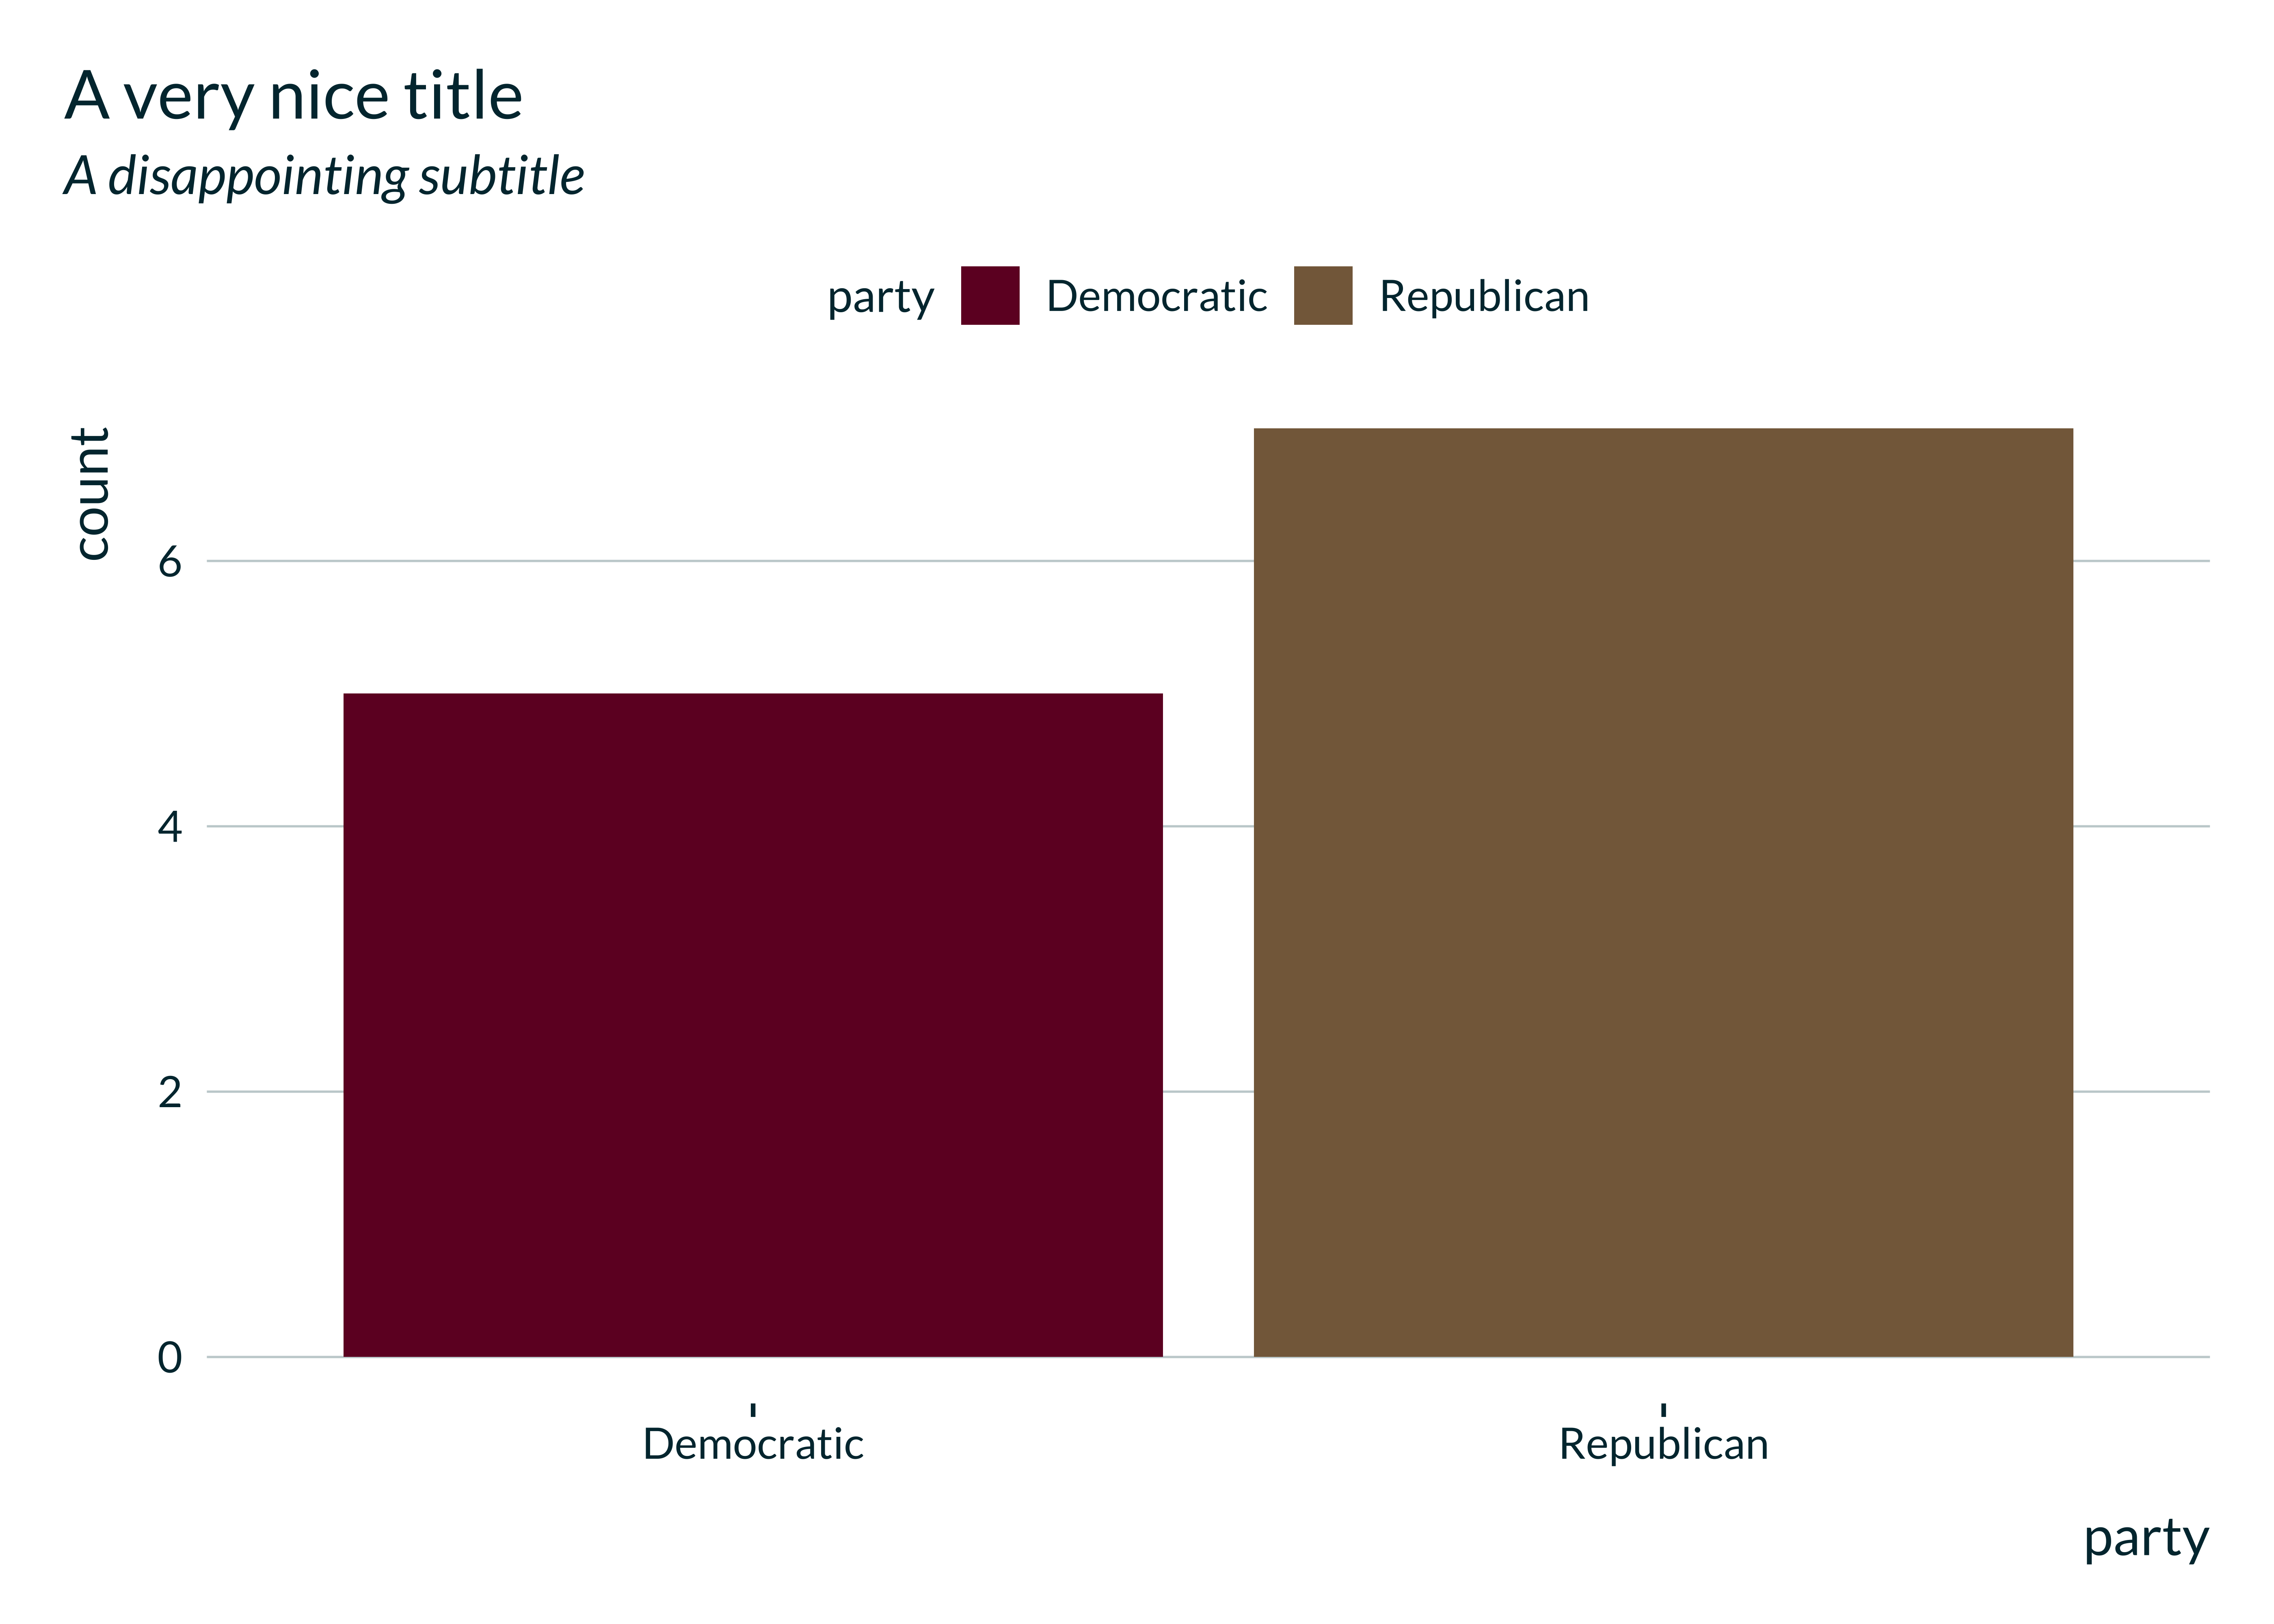 A very nice title
A disappointing subtitle
party Democratic Republican
count
6
4
2
0
Democratic Republican
party